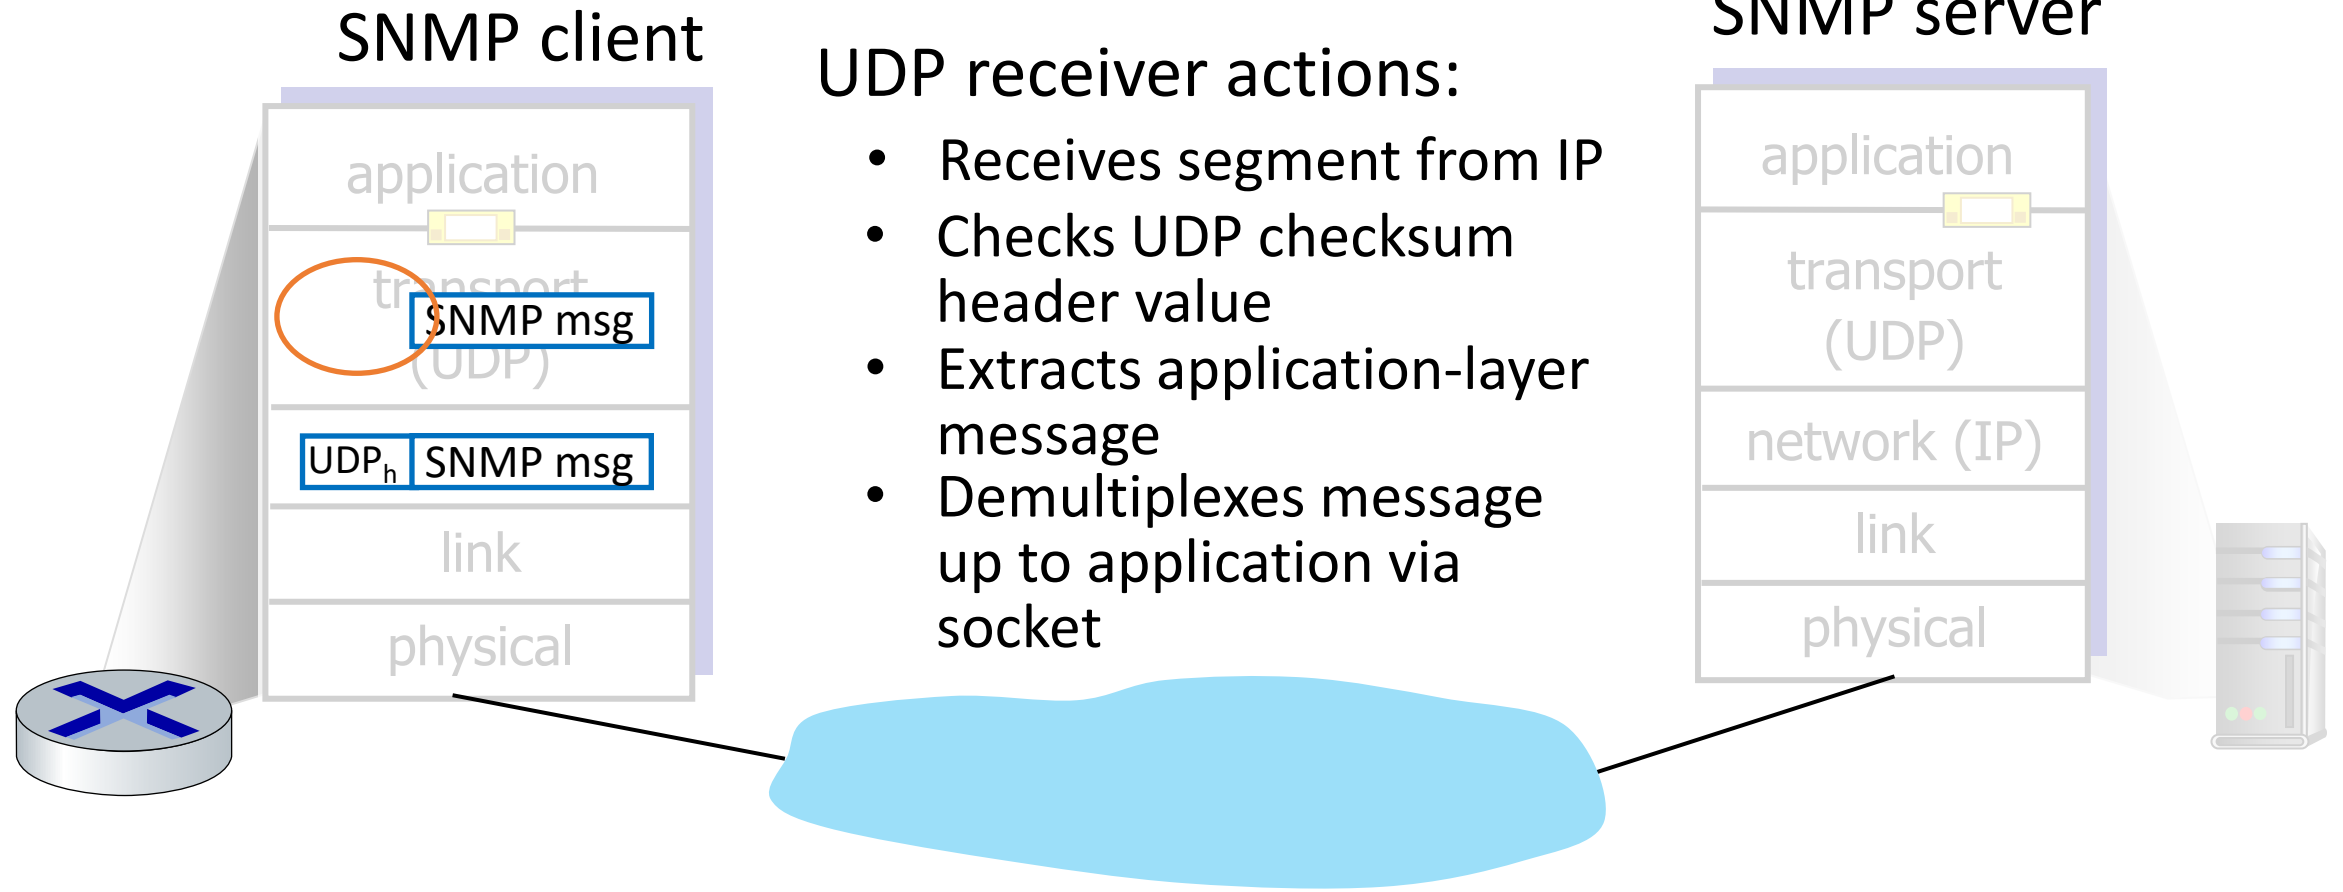 SNMP client
SNMP server
UDP receiver actions:
• Receives segment from IP
• Checks UDP checksum
header value
• Extracts application-layer
message
• Demultiplexes message
up to application via
socket
application
transport
SNMP msg
(UDP)
UDPh SNMP msg
link
physical
application
transport
(UDP)
network (IP)
link
physical